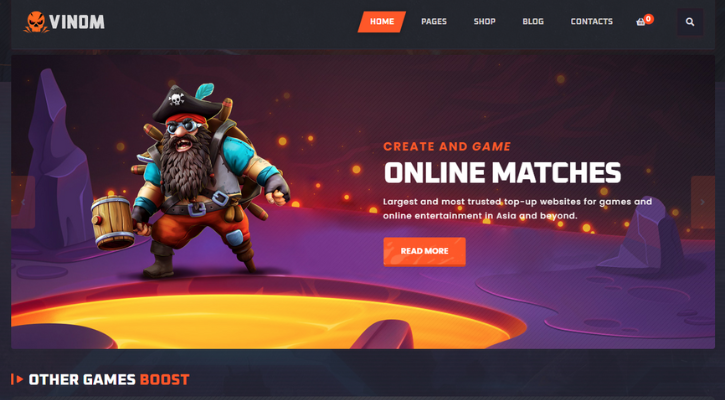 VINOM
HOME
PAGES
SHOP
BLOG
CONTACTS
0
CREATE AND GAME
ONLINE MATCHES
Largest and most trusted top-up websites for games and
online entertainment in Asia and beyond.
READ MORE
OTHER GAMES BOOST